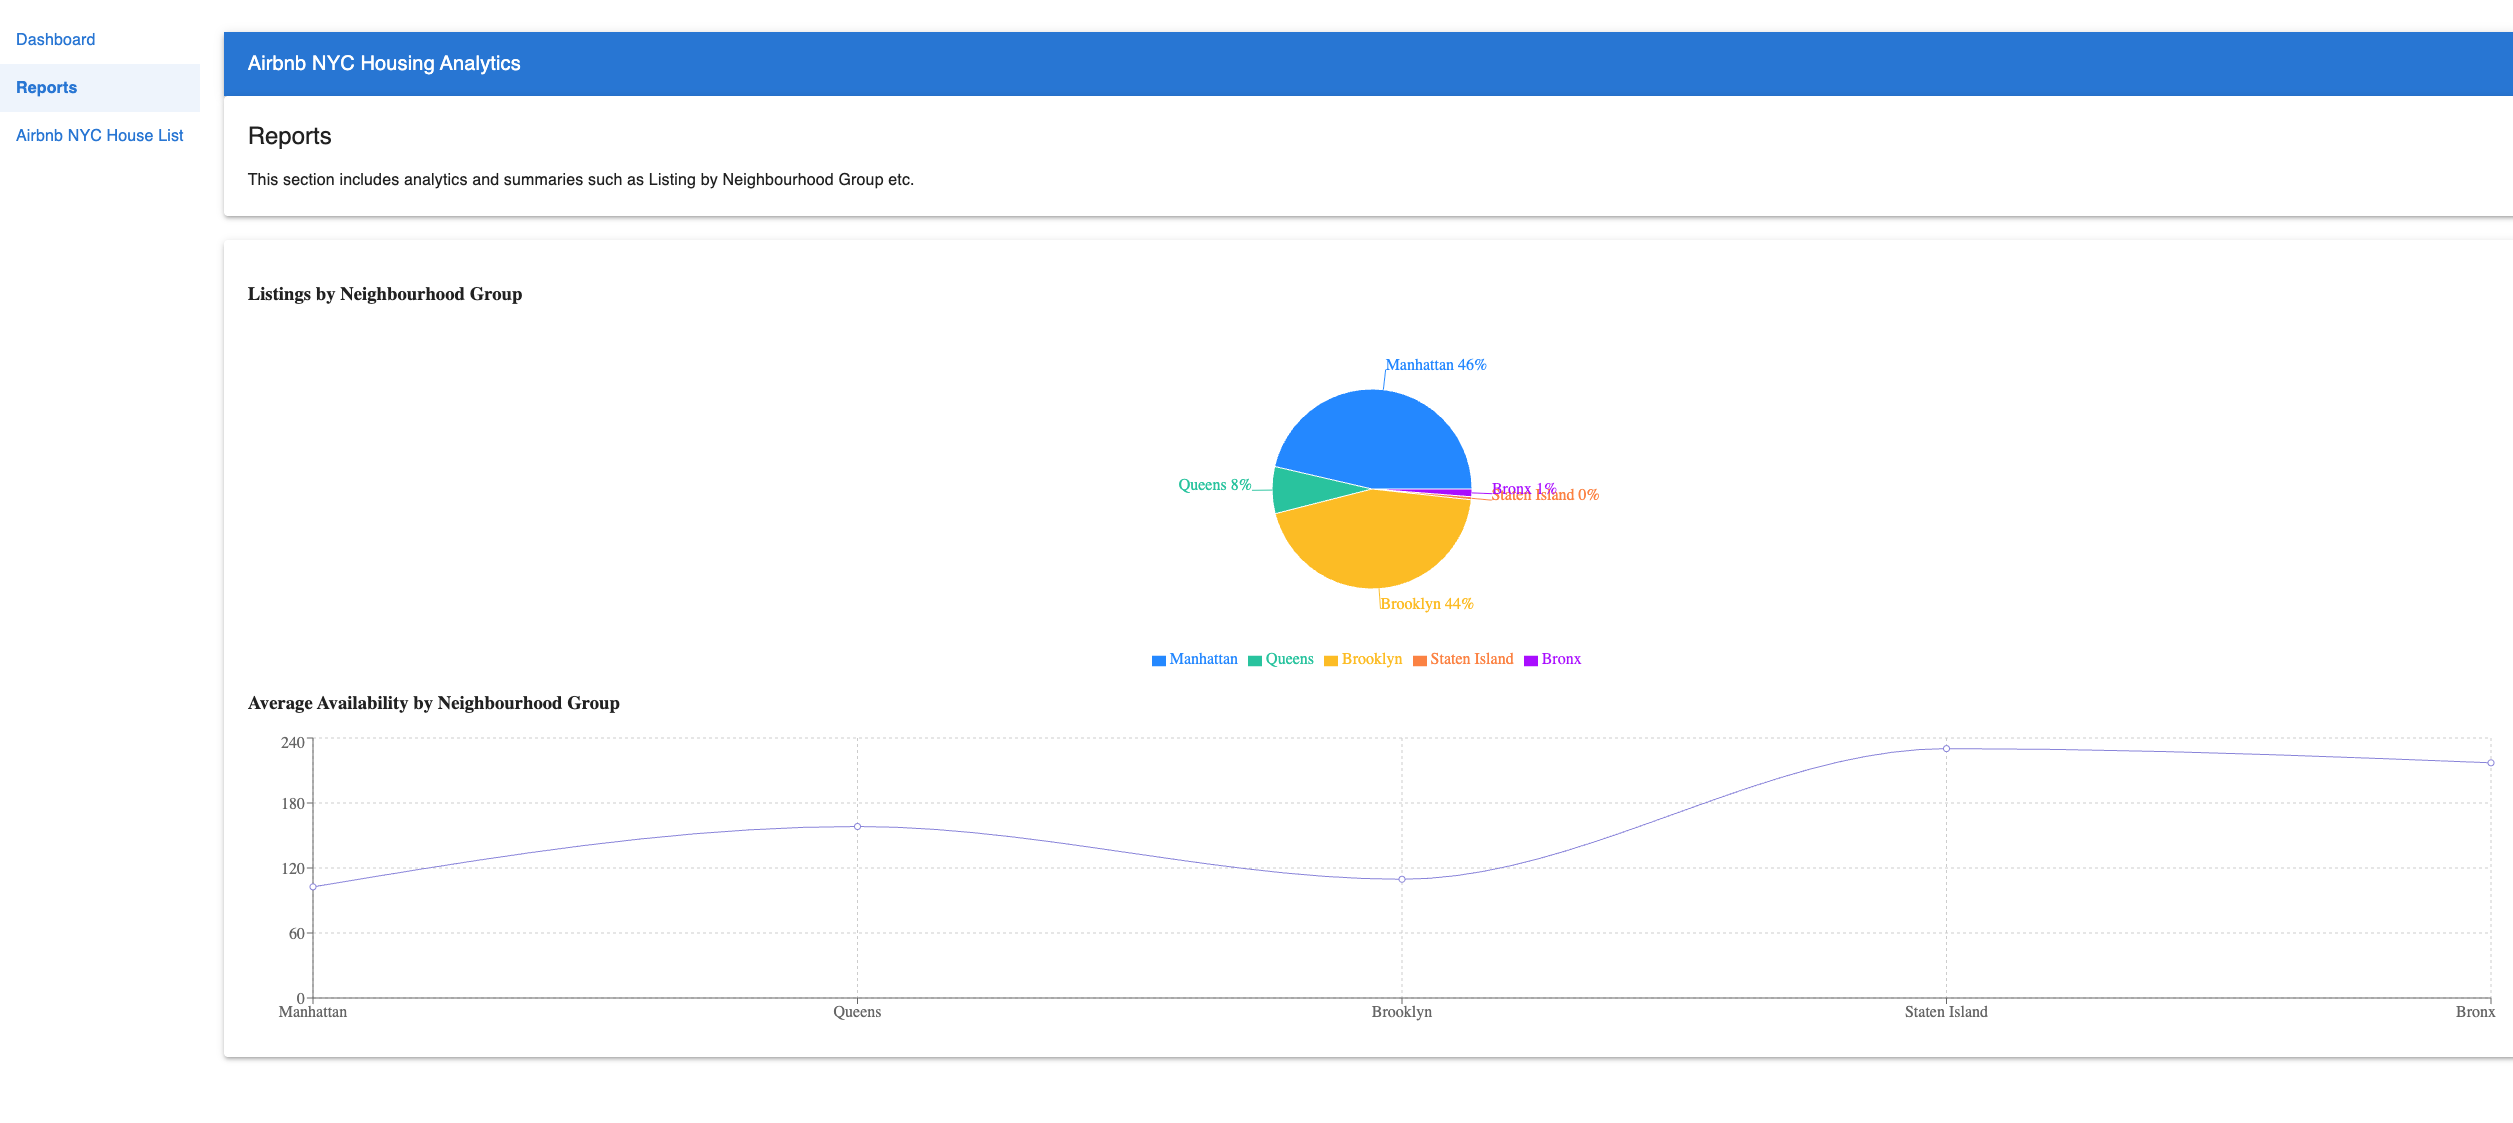 Dashboard
Reports
Airbnb NYC House List
Airbnb NYC Housing Analytics
Reports
This section includes analytics and summaries such as Listing by Neighbourhood Group etc.
Listings by Neighbourhood Group
Manhattan 46%
Queens 8%
Bronx 1%
Staten Island 0%
Brooklyn 44%
Manhattan Queens Brooklyn Staten Island Bronx
Average Availability by Neighbourhood Group
240
180
120
60
0
Manhattan Queens Brooklyn Staten Island Bronx